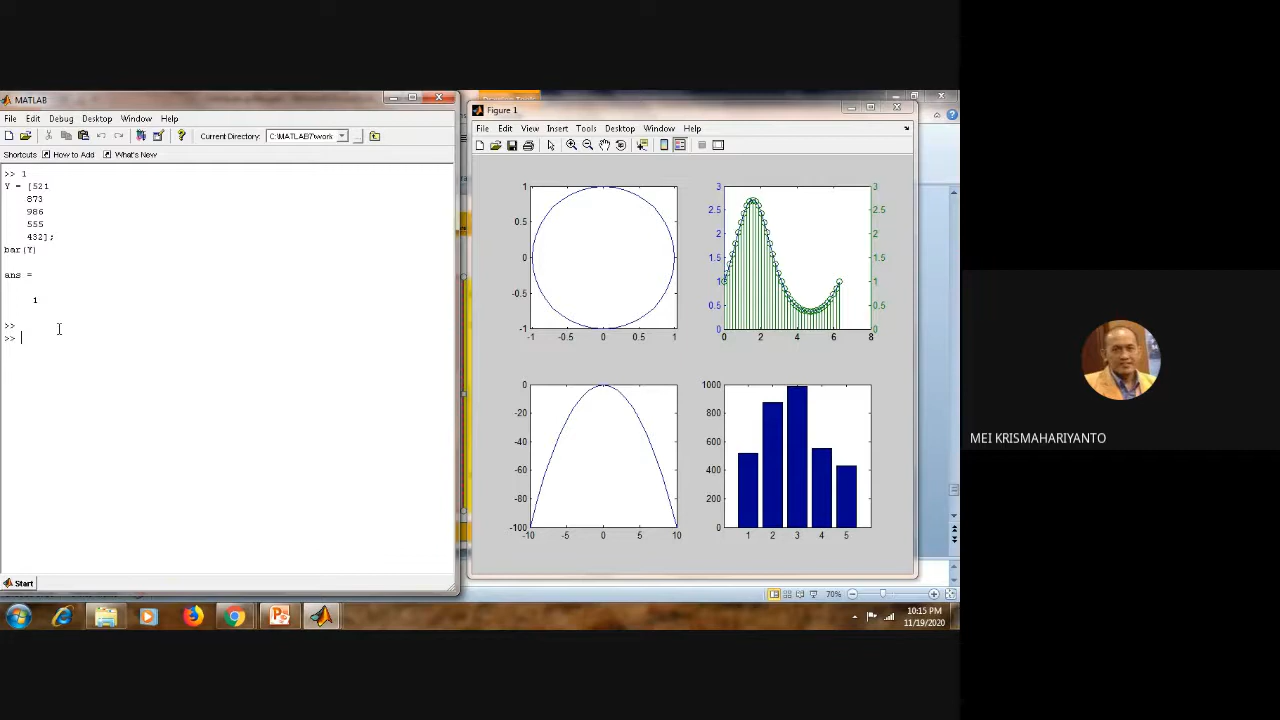 MATLAB
File Edit Debug Desktop Window Help
Current Directory: C:\MATLAB7\work
Shortcuts How to Add What's New
>> 1
Y = [521
873
986
555
432];
bar(Y)
ans =
1
>>
>>
Start
Figure 1
File Edit View Insert Tools Desktop Window Help
1
0.5
0
-0.5
-1
-1 -0.5 0 0.5 1
3 3
2.5 2.5
2 2
1.5 1.5
1 1
0.5 0.5
0 0
0 2 4 6 8
0
-20
-40
-60
-80
-100
-10 -5 0 5 10
1000
800
600
400
200
0
1 2 3 4 5
70%
10:15 PM
11/19/2020
MEI KRISMAHARIYANTO